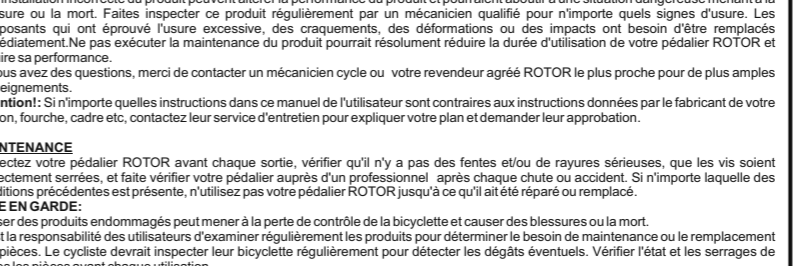 installation incorrecte du produit peuvent altérer la performance du produit et pourraient aboutir à une situation dangereuse menant à la
sure ou la mort. Faites inspecter ce produit régulièrement par un mécanicien qualifié pour n'importe quels signes d'usure. Les
posants qui ont éprouvé l'usure excessive, des craquements, des déformations ou des impacts ont besoin d'être remplacés
édiatement.Ne pas exécuter la maintenance du produit pourrait résolument réduire la durée d'utilisation de votre pédalier ROTOR et
ire sa performance.
ous avez des questions, merci de contacter un mécanicien cycle ou votre revendeur agréé ROTOR le plus proche pour de plus amples
seignements.
ention!: Si n'importe quelles instructions dans ce manuel de l'utilisateur sont contraires aux instructions données par le fabricant de votre
on, fourche, cadre etc, contactez leur service d'entretien pour expliquer votre plan et demander leur approbation.
NTENANCE
ectez votre pédalier ROTOR avant chaque sortie, vérifier qu'il n'y a pas des fentes et/ou de rayures sérieuses, que les vis soient
ectement serrées, et faite vérifier votre pédalier auprès d'un professionnel après chaque chute ou accident. Si n'importe laquelle des
ditions précédentes est présente, n'utilisez pas votre pédalier ROTOR jusqu'à ce qu'il ait été réparé ou remplacé.
E EN GARDE:
ser des produits endommagés peut mener à la perte de contrôle de la bicyclette et causer des blessures ou la mort.
t la responsabilité des utilisateurs d'examiner régulièrement les produits pour déterminer le besoin de maintenance ou le remplacement
pièces. Le cycliste devrait inspecter leur bicyclette régulièrement pour détecter les dégâts éventuels. Vérifier l'état et les serrages de
es les pièces avant chaque utilisation